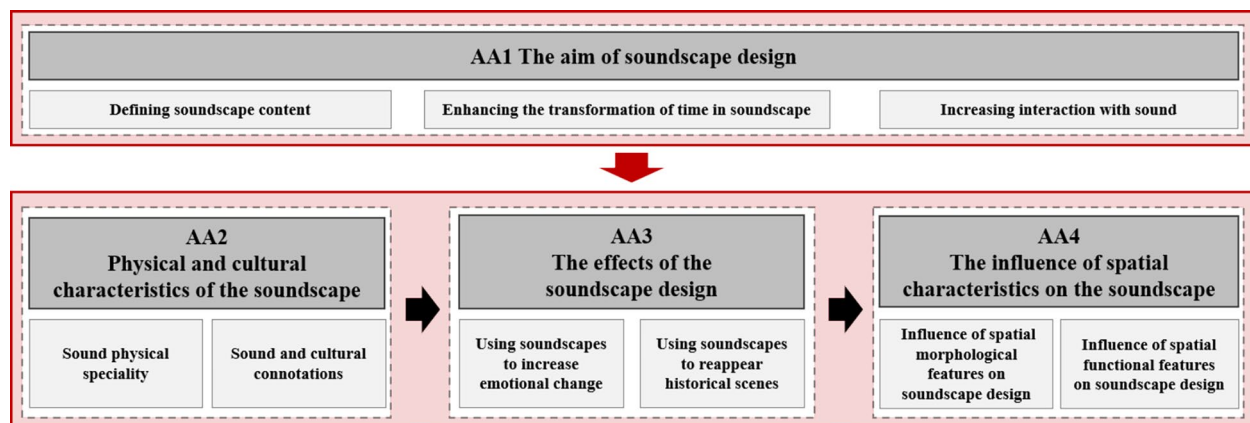 AA1 The aim of soundscape design
Defining soundscape content
Enhancing the transformation of time in soundscape
Increasing interaction with sound
AA2
Physical and cultural
characteristics of the soundscape
Sound physical
speciality
Sound and cultural
connotations
AA3
The effects of the
soundscape design
Using soundscapes
to increase
emotional change
Using soundscapes
to reappear
historical scenes
AA4
The influence of spatial
characteristics on the soundscape
Influence of spatial
morphological
features on
soundscape design
Influence of spatial
functional features
on soundscape design